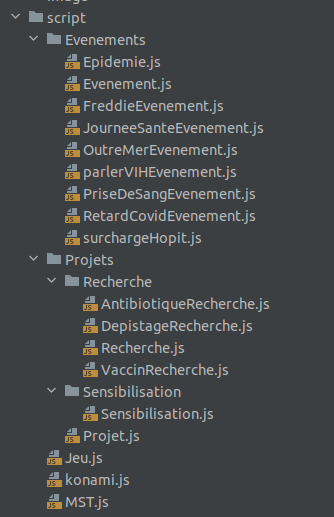 script
Evenements
Epidemie.js
Evenement.js
FreddieEvenement.js
JourneeSanteEvenement.js
OutreMerEvenement.js
parlerVIHEvenement.js
PriseDeSangEvenement.js
RetardCovidEvenement.js
surchargeHopit.js
Projets
Recherche
AntibiotiqueRecherche.js
DepistageRecherche.js
Recherche.js
VaccinRecherche.js
Sensibilisation
Sensibilisation.js
Projet.js
Jeu.js
konami.js
MST.js